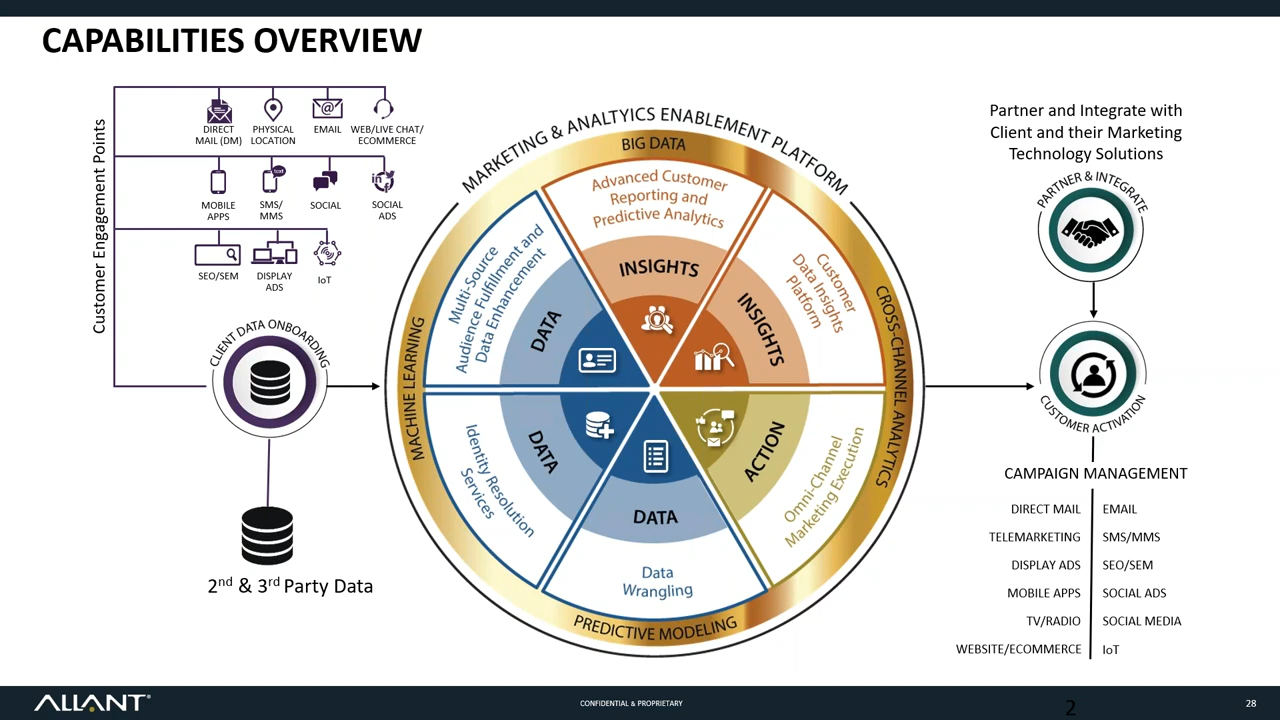 CAPABILITIES OVERVIEW
Customer Engagement Points
DIRECT
MAIL (DM)
PHYSICAL
LOCATION
EMAIL
WEB/LIVE CHAT/
ECOMMERCE
MOBILE
APPS
text
SMS/
MMS
SOCIAL
in
SOCIAL
ADS
SEO/SEM
DISPLAY
ADS
IoT
CLIENT DATA ONBOARDING
2nd & 3rd Party Data
MARKETING & ANALTYICS ENABLEMENT PLATFORM
BIG DATA
CROSS-CHANNEL ANALYTICS
PREDICTIVE MODELING
MACHINE LEARNING
Advanced Customer
Reporting and
Predictive Analytics
INSIGHTS
Customer
Data Insights
Platform
INSIGHTS
Omni-Channel
Marketing Execution
ACTION
Data
Wrangling
DATA
Identity Resolution
Services
DATA
Multi-Source
Audience Fulfillment and
Data Enhancement
DATA
Partner and Integrate with
Client and their Marketing
Technology Solutions
PARTNER & INTEGRATE
CUSTOMER ACTIVATION
CAMPAIGN MANAGEMENT
DIRECT MAIL
EMAIL
TELEMARKETING
SMS/MMS
DISPLAY ADS
SEO/SEM
MOBILE APPS
SOCIAL ADS
TV/RADIO
SOCIAL MEDIA
WEBSITE/ECOMMERCE
IoT
ALLANT®
CONFIDENTIAL & PROPRIETARY
2
28